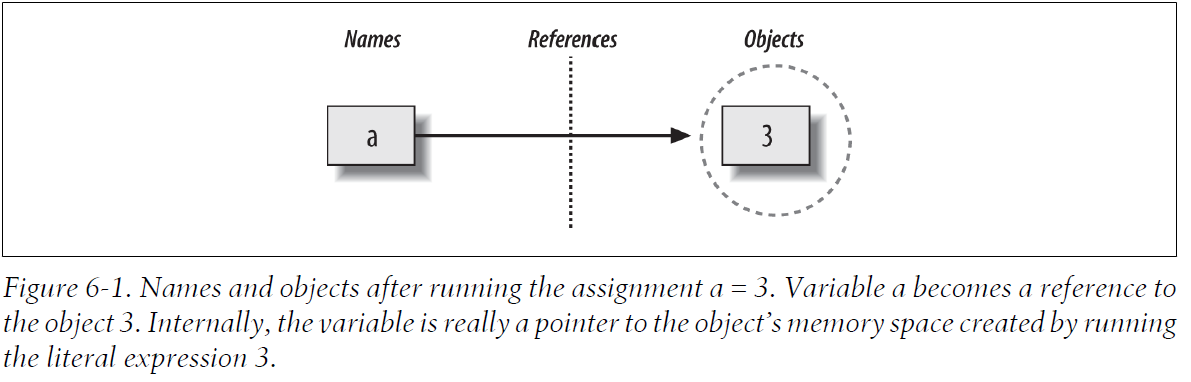 Names References Objects
a 3
Figure 6-1. Names and objects after running the assignment a = 3. Variable a becomes a reference to
the object 3. Internally, the variable is really a pointer to the object’s memory space created by running
the literal expression 3.